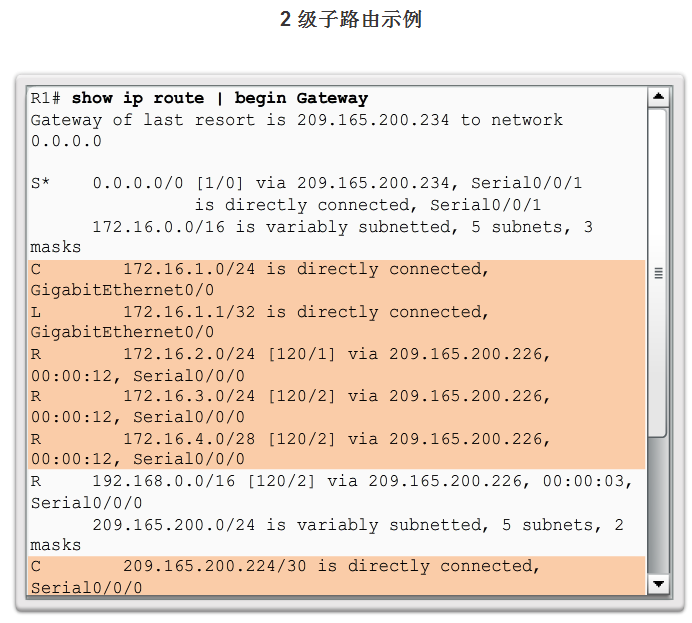 2 级子路由示例
R1# show ip route | begin Gateway
Gateway of last resort is 209.165.200.234 to network
0.0.0.0
S*    0.0.0.0/0 [1/0] via 209.165.200.234, Serial0/0/1
                is directly connected, Serial0/0/1
      172.16.0.0/16 is variably subnetted, 5 subnets, 3
masks
C        172.16.1.0/24 is directly connected,
GigabitEthernet0/0
L        172.16.1.1/32 is directly connected,
GigabitEthernet0/0
R        172.16.2.0/24 [120/1] via 209.165.200.226,
00:00:12, Serial0/0/0
R        172.16.3.0/24 [120/2] via 209.165.200.226,
00:00:12, Serial0/0/0
R        172.16.4.0/28 [120/2] via 209.165.200.226,
00:00:12, Serial0/0/0
R     192.168.0.0/16 [120/2] via 209.165.200.226, 00:00:03,
Serial0/0/0
      209.165.200.0/24 is variably subnetted, 5 subnets, 2
masks
C        209.165.200.224/30 is directly connected,
Serial0/0/0